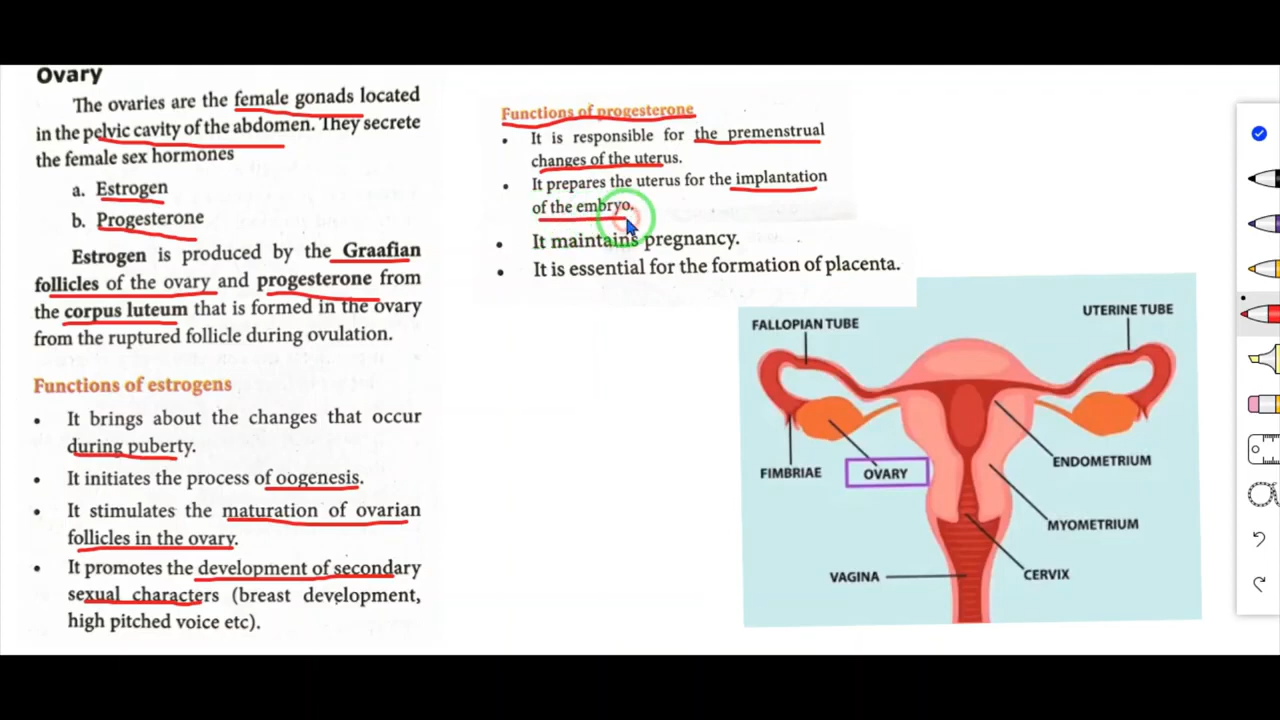 Ovary
The ovaries are the female gonads located
in the pelvic cavity of the abdomen. They secrete
the female sex hormones
a. Estrogen
b. Progesterone
Estrogen is produced by the Graafian
follicles of the ovary and progesterone from
the corpus luteum that is formed in the ovary
from the ruptured follicle during ovulation.
Functions of estrogens
• It brings about the changes that occur
during puberty.
• It initiates the process of oogenesis.
• It stimulates the maturation of ovarian
follicles in the ovary.
• It promotes the development of secondary
sexual characters (breast development,
high pitched voice etc).
Functions of progesterone
• It is responsible for the premenstrual
changes of the uterus.
• It prepares the uterus for the implantation
of the embryo.
• It maintains pregnancy.
• It is essential for the formation of placenta.
FALLOPIAN TUBE
UTERINE TUBE
FIMBRIAE
OVARY
ENDOMETRIUM
MYOMETRIUM
VAGINA
CERVIX